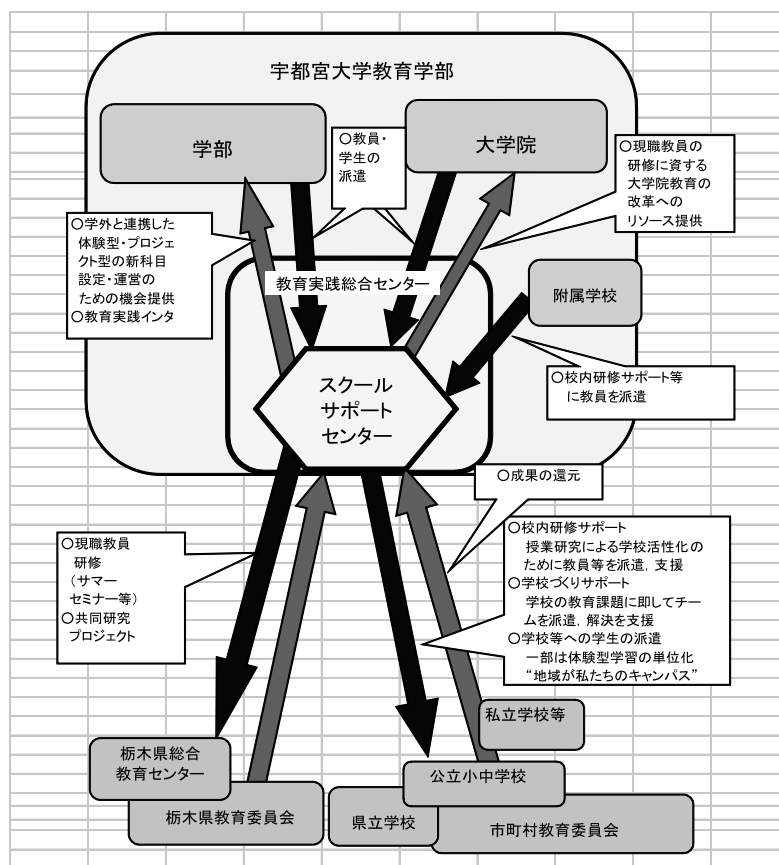 宇都宮大学教育学部
学部
大学院
〇教員・
学生の
派遣
〇現職教員の
研修に資する
大学院教育の
改革への
リソース提供
〇学外と連携した
体験型・プロジェ
クト型の新科目
設定・運営の
ための機会提供
〇教育実践インタ
教育実践総合センター
附属学校
スクール
サポート
センター
〇校内研修サポート等
に教員を派遣
〇成果の還元
〇現職教員
研修
（サマー
セミナー等）
〇共同研究
プロジェクト
〇校内研修サポート
授業研究による学校活性化の
ために教員等を派遣，支援
〇学校づくりサポート
学校の教育課題に即してチー
ムを派遣，解決を支援
〇学校等への学生の派遣
一部は体験型学習の単位化
“地域が私たちのキャンパス”
私立学校等
栃木県総合
教育センター
公立小中学校
栃木県教育委員会
県立学校
市町村教育委員会